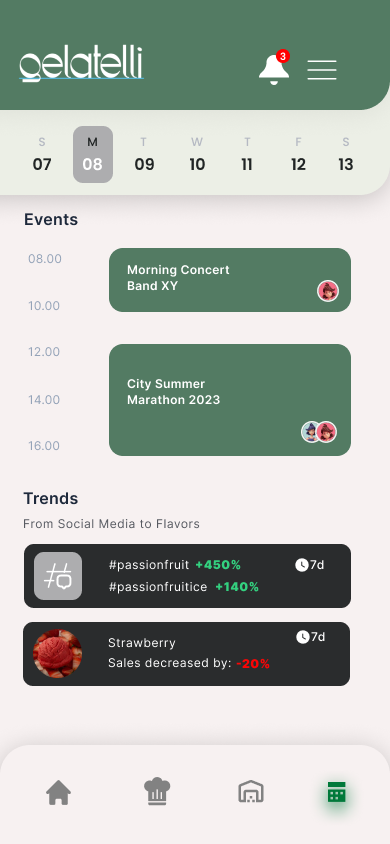 gelatelli
3
S M T W T F S
07 08 09 10 11 12 13
Events
08.00
Morning Concert
Band XY
10.00
12.00
City Summer
Marathon 2023
14.00
16.00
Trends
From Social Media to Flavors
#passionfruit +450% 7d
#passionfruitice +140%
Strawberry 7d
Sales decreased by: -20%